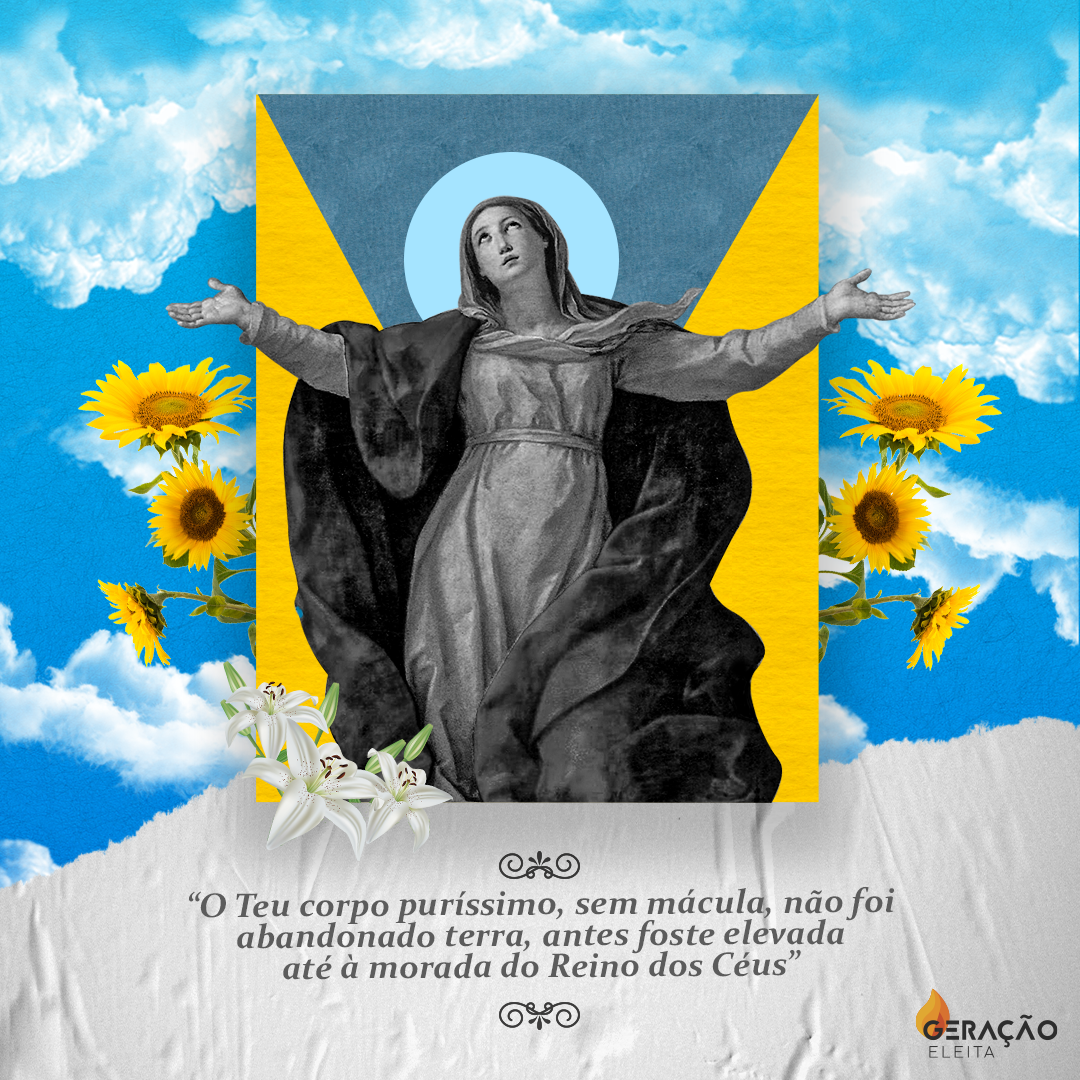 “O Teu corpo puríssimo, sem mácula, não foi
abandonado terra, antes foste elevada
até à morada do Reino dos Céus”
GERAÇÃO
ELEITA